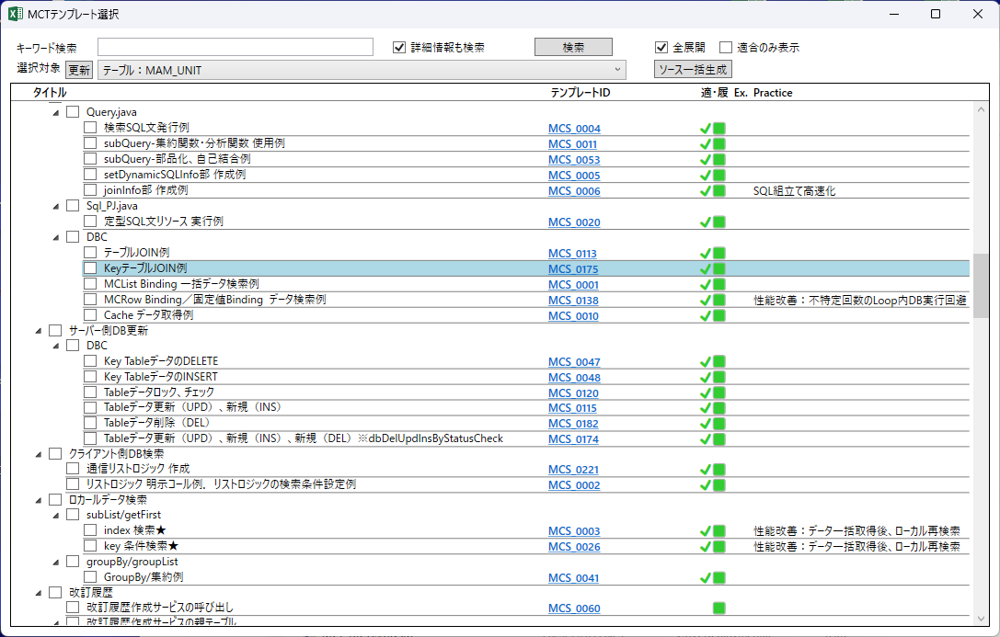 MCTテンプレート選択
キーワード検索 詳細情報も検索 検索 全展開 適合のみ表示
選択対象 更新 テーブル：MAM_UNIT ソース一括生成
タイトル テンプレートID 適・履 Ex. Practice
Query.java
検索SQL文発行例 MCS_0004
subQuery-集約関数・分析関数 使用例 MCS_0011
subQuery-部品化、自己結合例 MCS_0053
setDynamicSQLInfo部 作成例 MCS_0005
joinInfo部 作成例 MCS_0006 SQL組立て高速化
Sql_PJ.java
定型SQL文リソース 実行例 MCS_0020
DBC
テーブルJOIN例 MCS_0113
KeyテーブルJOIN例 MCS_0175
MCList Binding 一括データ検索例 MCS_0001
MCRow Binding／固定値Binding データ検索例 MCS_0138 性能改善：不特定回数のLoop内DB実行回避
Cache データ取得例 MCS_0010
サーバー側DB更新
DBC
Key TableデータのDELETE MCS_0047
Key TableデータのINSERT MCS_0048
Tableデータロック、チェック MCS_0120
Tableデータ更新（UPD）、新規（INS） MCS_0115
Tableデータ削除（DEL） MCS_0182
Tableデータ更新（UPD）、新規（INS）、新規（DEL）※dbDelUpdInsByStatusCheck MCS_0174
クライアント側DB検索
通信リストロジック 作成 MCS_0221
リストロジック 明示コール例．リストロジックの検索条件設定例 MCS_0002
ロカールデータ検索
subList/getFirst
index 検索★ MCS_0003 性能改善：データ一括取得後、ローカル再検索
key 条件検索★ MCS_0026 性能改善：データ一括取得後、ローカル再検索
groupBy/groupList
GroupBy/集約例 MCS_0041
改訂履歴
改訂履歴作成サービスの呼び出し MCS_0060
改訂履歴作成サービスの親テーブル